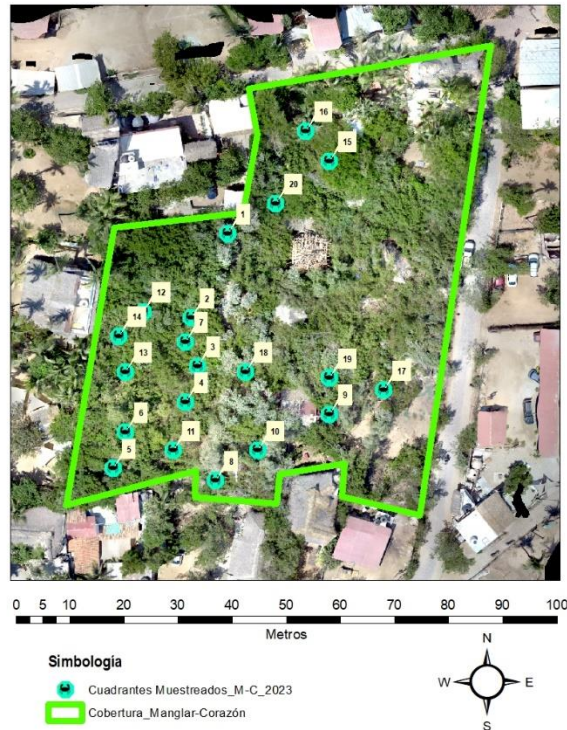 16
15
20
1
12
2
14
7
3
13
18
19
17
4
9
6
11
10
5
8
0 5 10 20 30 40 50 60 70 80 90 100
Metros
Simbología
Cuadrantes Muestreados_M-C_2023
Cobertura_Manglar-Corazón
N
W E
S